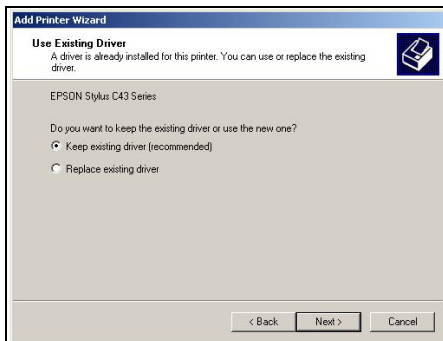 Add Printer Wizard
Use Existing Driver
A driver is already installed for this printer. You can use or replace the existing
driver.
EPSON Stylus C43 Series
Do you want to keep the existing driver or use the new one?
Keep existing driver (recommended)
Replace existing driver
< Back
Next >
Cancel